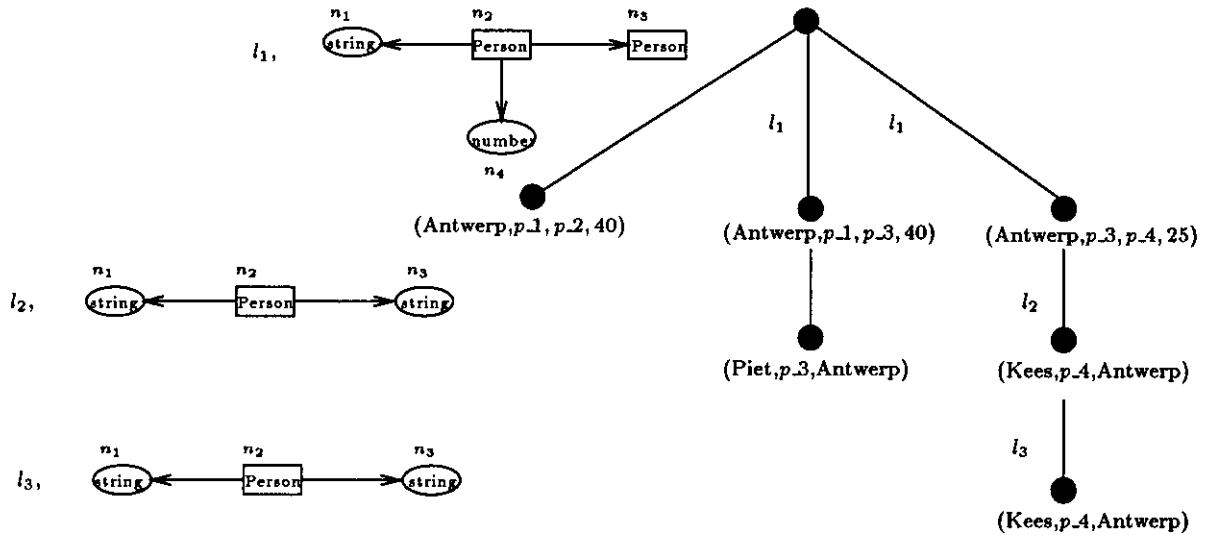 n₁ n₂ n₃
l₁, string Person Person
l₁ l₁
number
n₄
(Antwerp,p_1, p_2, 40) (Antwerp,p_1, p_3, 40) (Antwerp,p_3, p_4, 25)
n₁ n₂ n₃
l₂, string Person string l₂
(Piet,p_3,Antwerp) (Kees,p_4,Antwerp)
n₁ n₂ n₃ l₃
l₃, string Person string
(Kees,p_4,Antwerp)